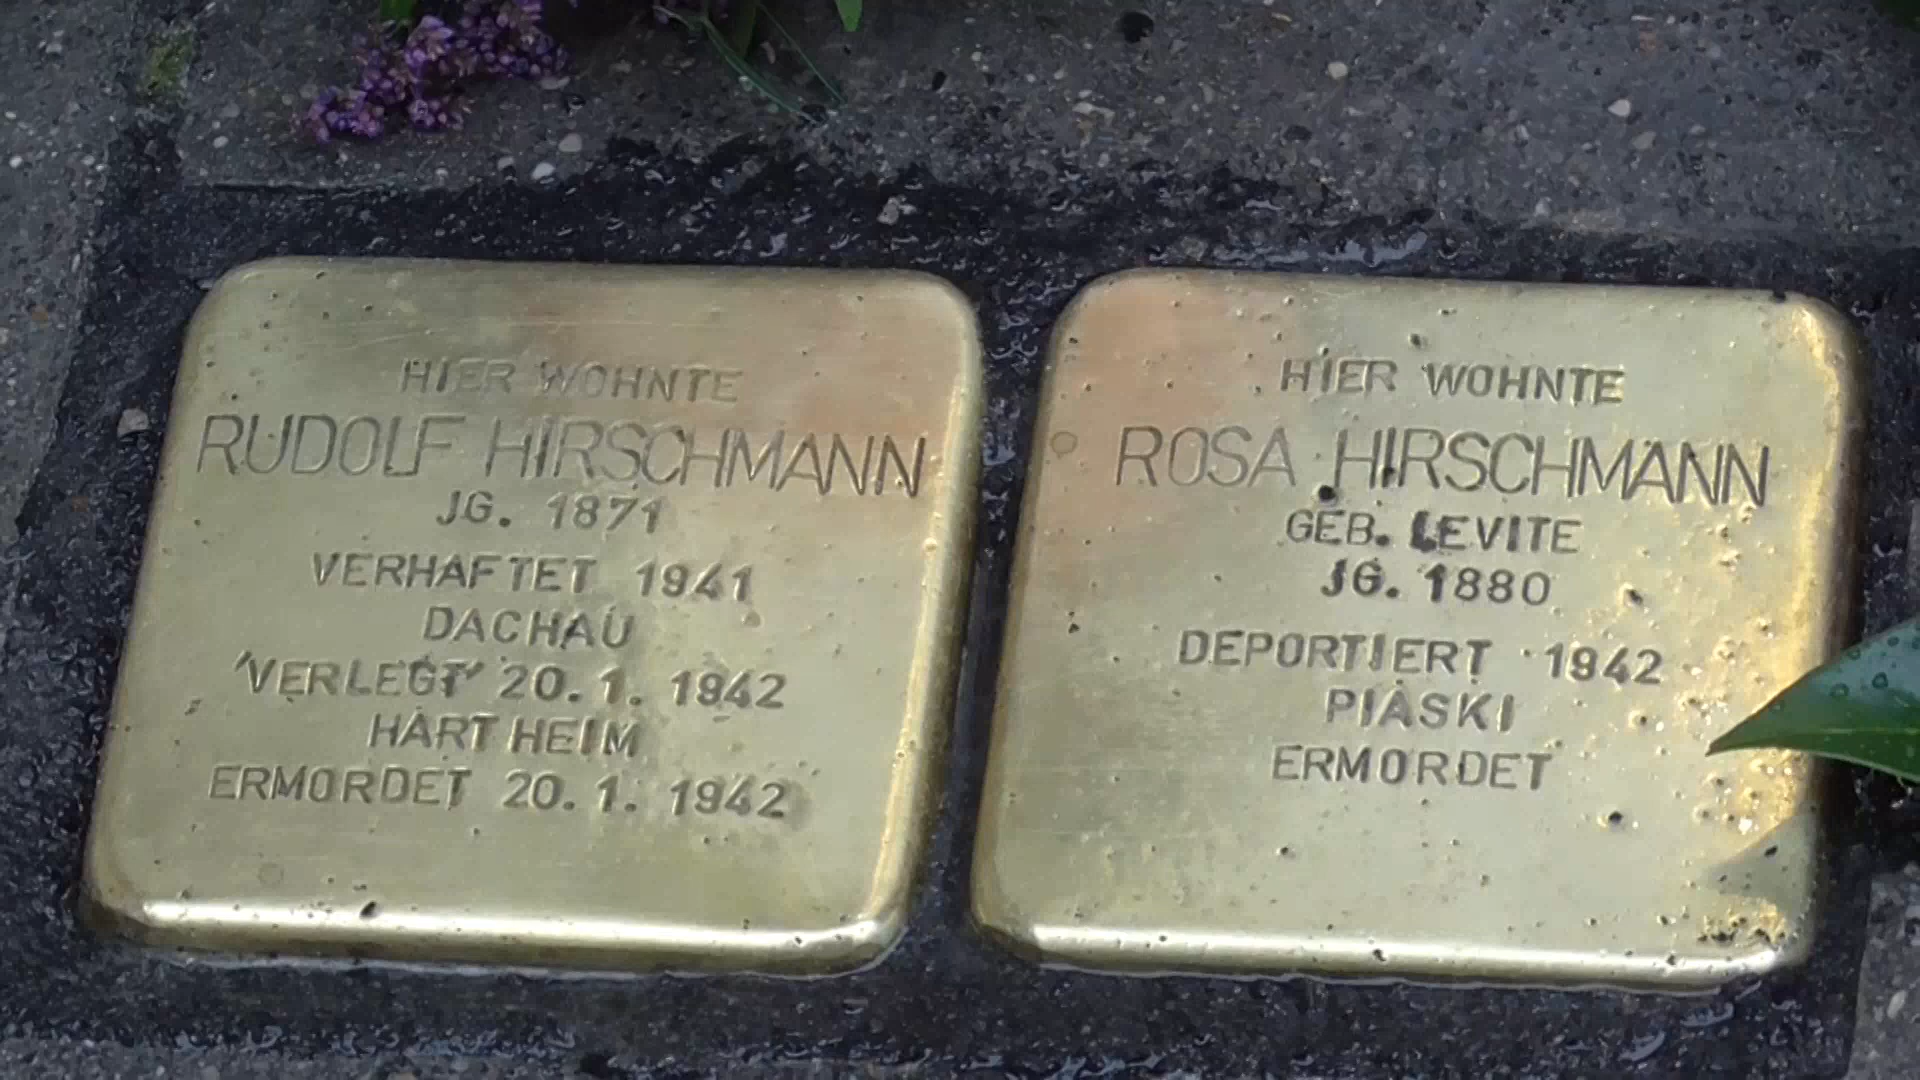 HIER WOHNTE
RUDOLF HIRSCHMANN
JG. 1871
VERHAFTET 1941
DACHAU
'VERLEGT' 20.1.1942
HARTHEIM
ERMORDET 20.1.1942
HIER WOHNTE
ROSA HIRSCHMANN
GEB. LEVITE
JG. 1880
DEPORTIERT 1942
PIASKI
ERMORDET